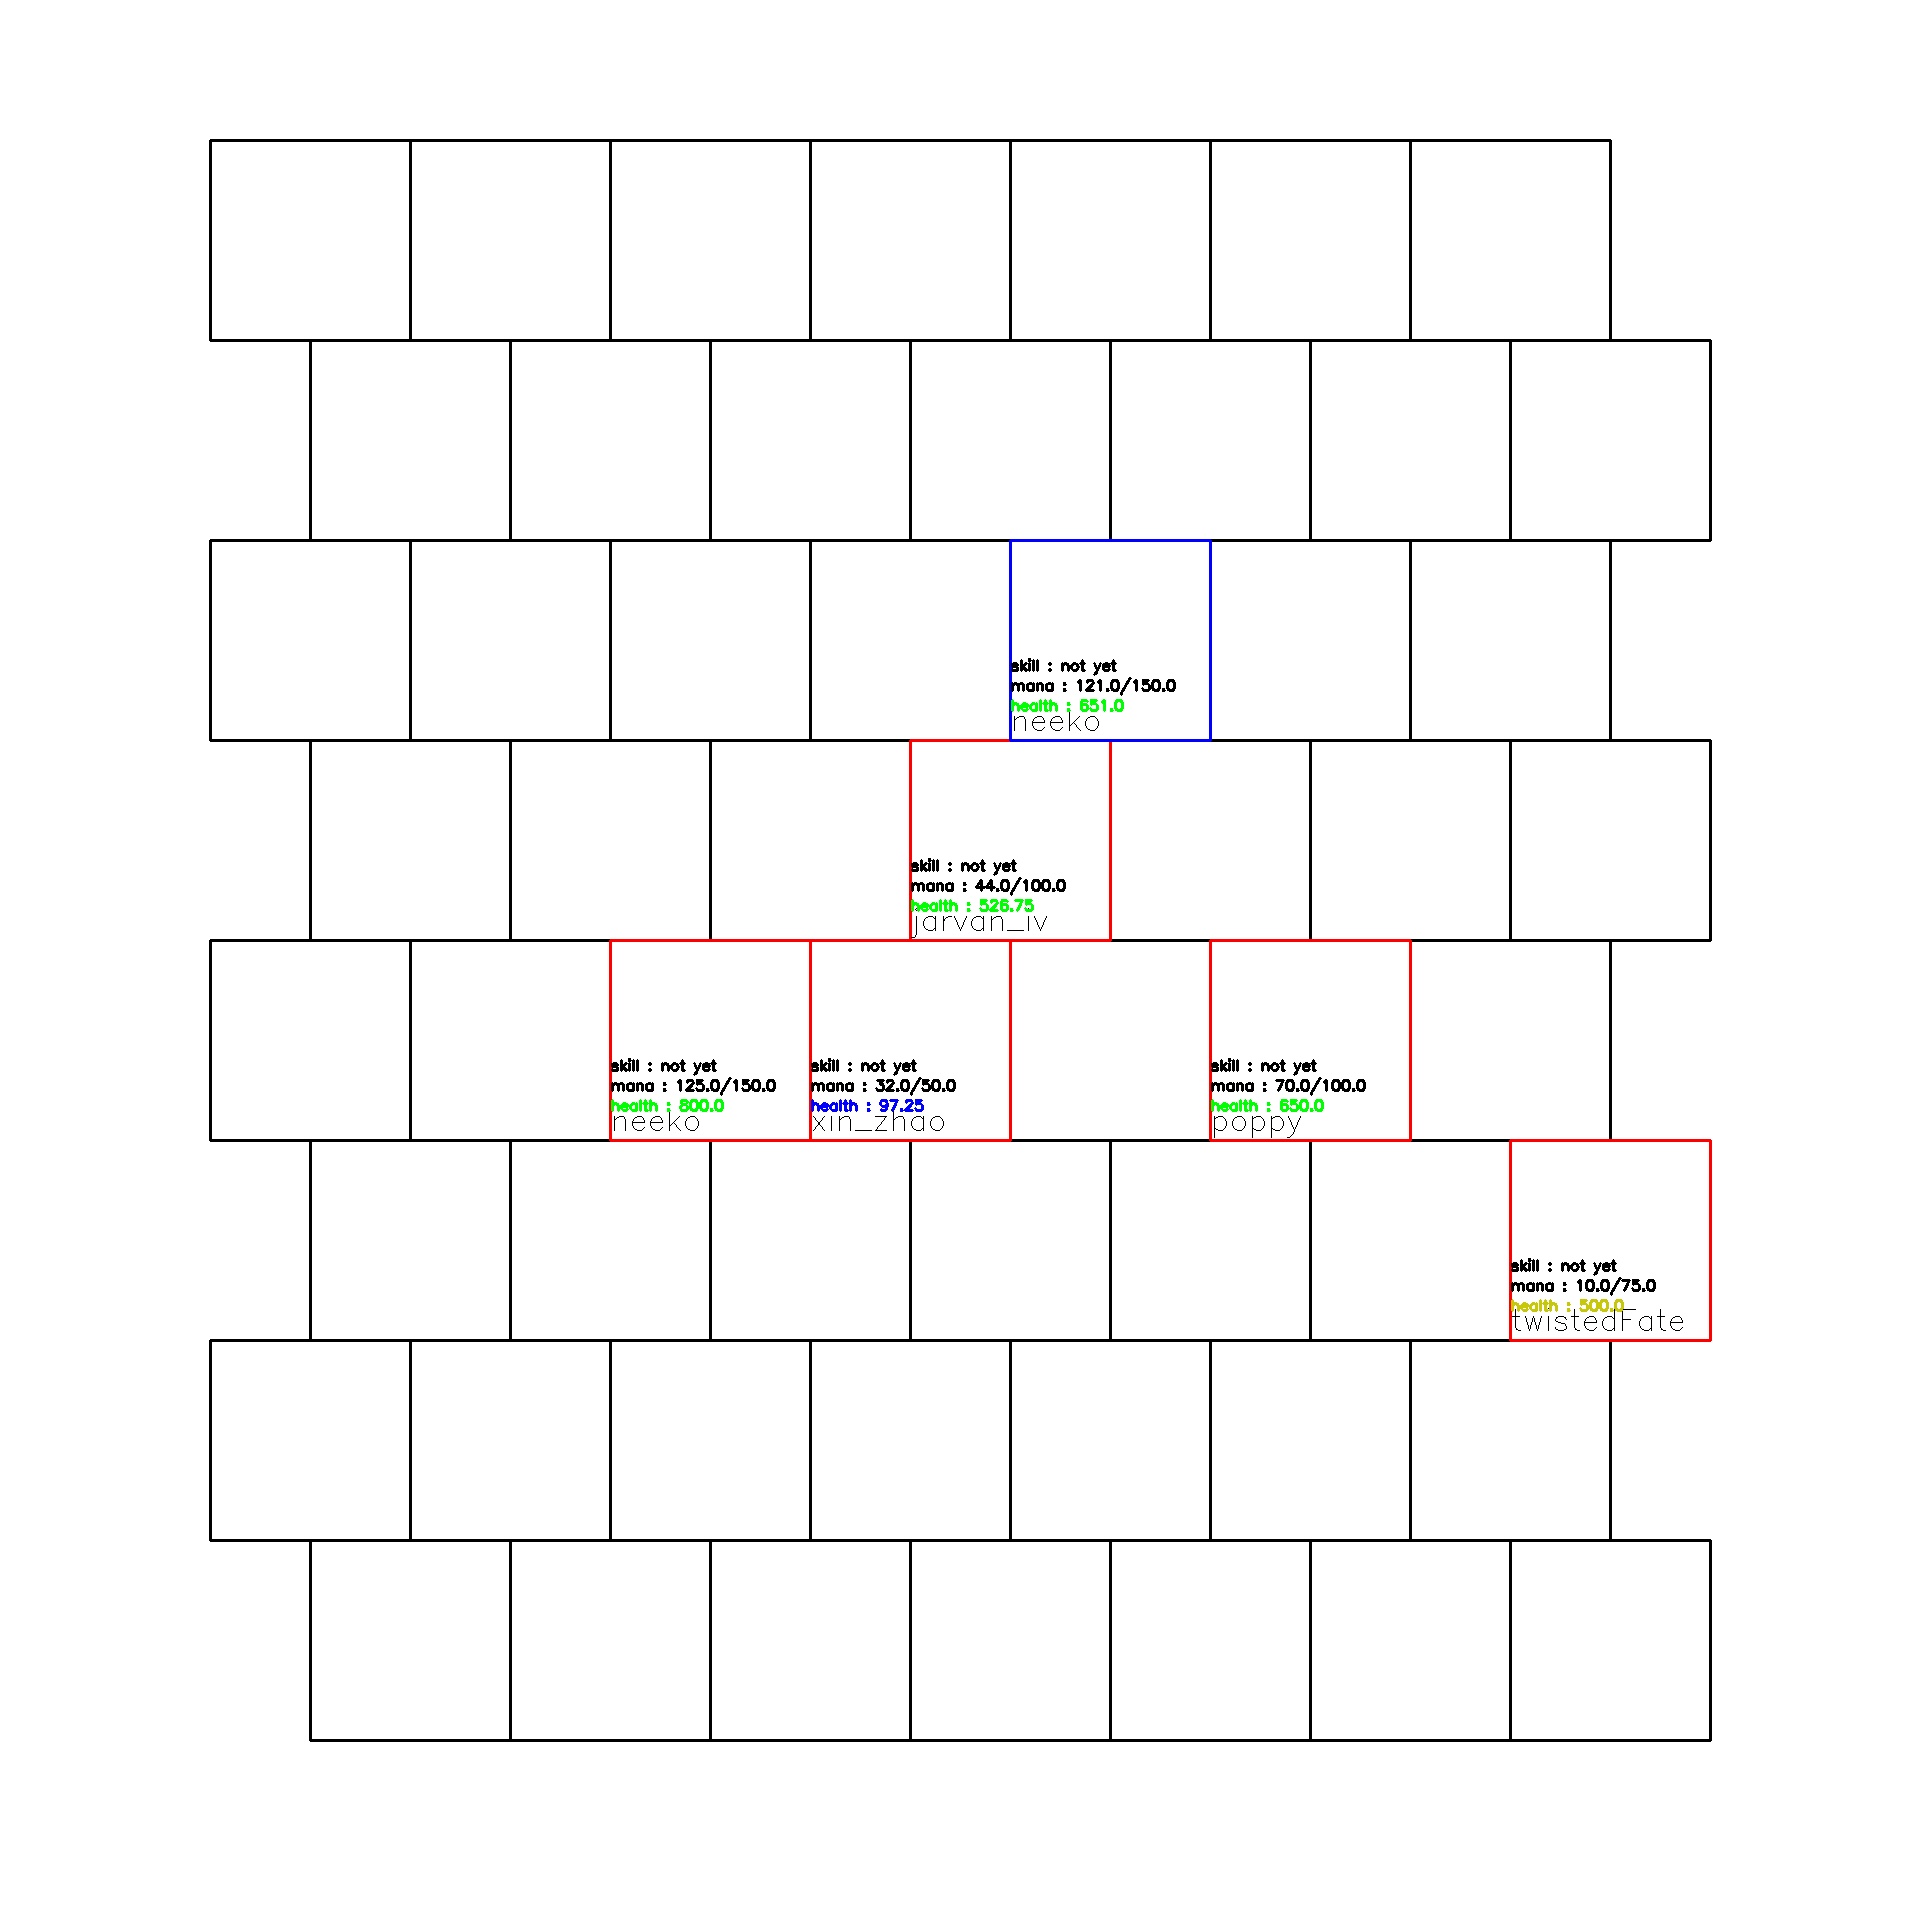 skill : not yet
mana : 121.0/150.0
health : 651.0
neeko
skill : not yet
mana : 44.0/100.0
health : 526.75
jarvan_iv
skill : not yet
mana : 125.0/150.0
health : 800.0
neeko
skill : not yet
mana : 32.0/50.0
health : 97.25
xin_zhao
skill : not yet
mana : 70.0/100.0
health : 650.0
poppy
skill : not yet
mana : 10.0/75.0
health : 500.0
twistedFate